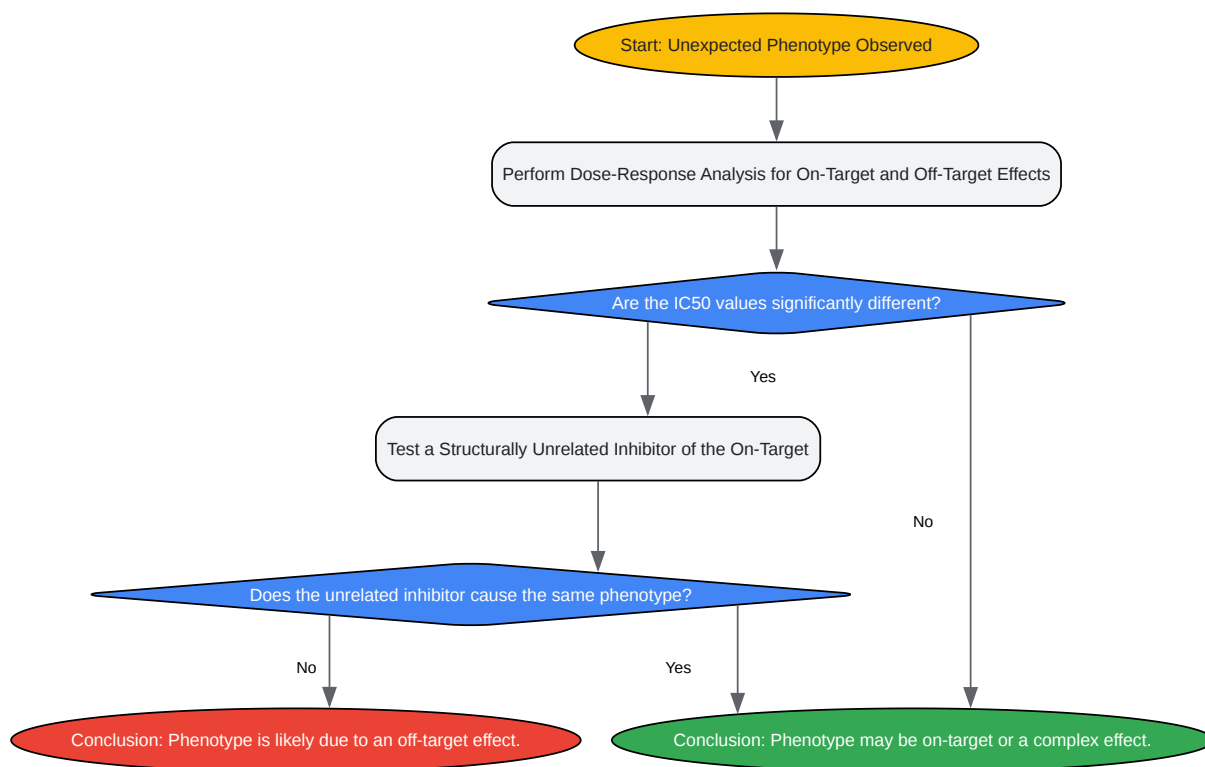 Start: Unexpected Phenotype Observed
Perform Dose-Response Analysis for On-Target and Off-Target Effects
Are the IC50 values significantly different?
Yes
Test a Structurally Unrelated Inhibitor of the On-Target
No
Does the unrelated inhibitor cause the same phenotype?
No
Yes
Conclusion: Phenotype is likely due to an off-target effect.
Conclusion: Phenotype may be on-target or a complex effect.